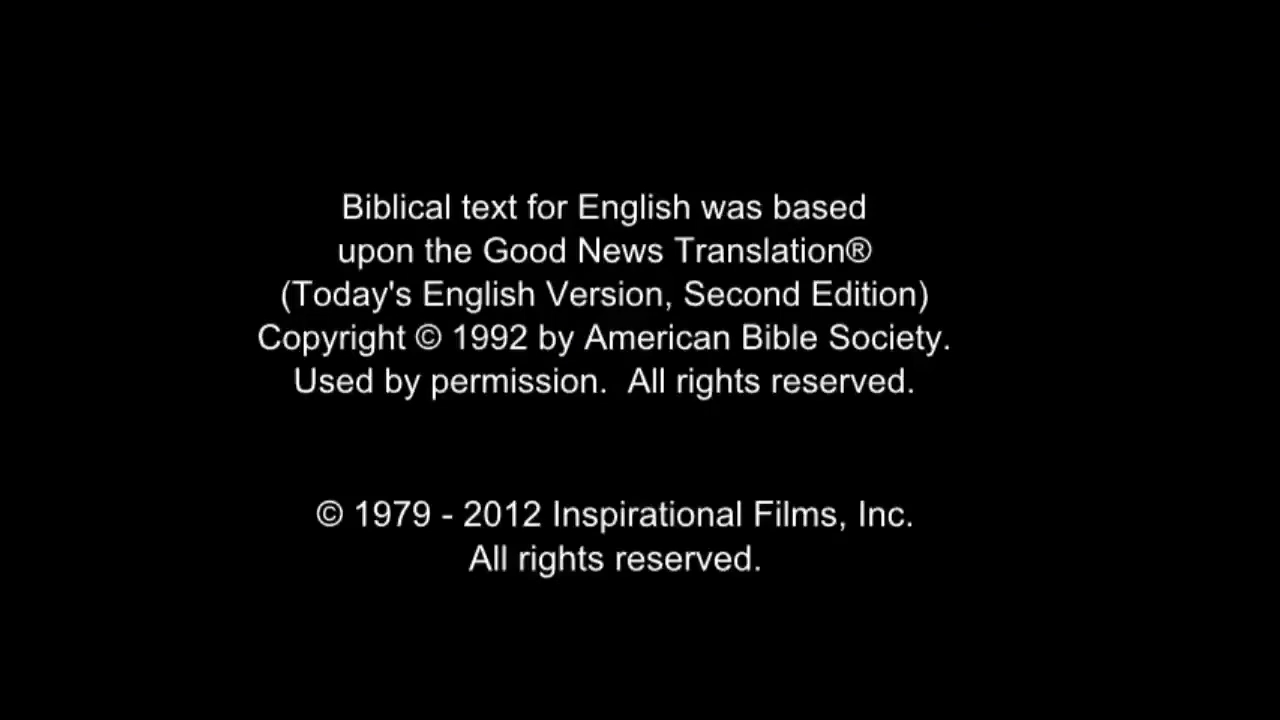 Biblical text for English was based
upon the Good News Translation®
(Today's English Version, Second Edition)
Copyright © 1992 by American Bible Society.
Used by permission.  All rights reserved.
© 1979 - 2012 Inspirational Films, Inc.
All rights reserved.